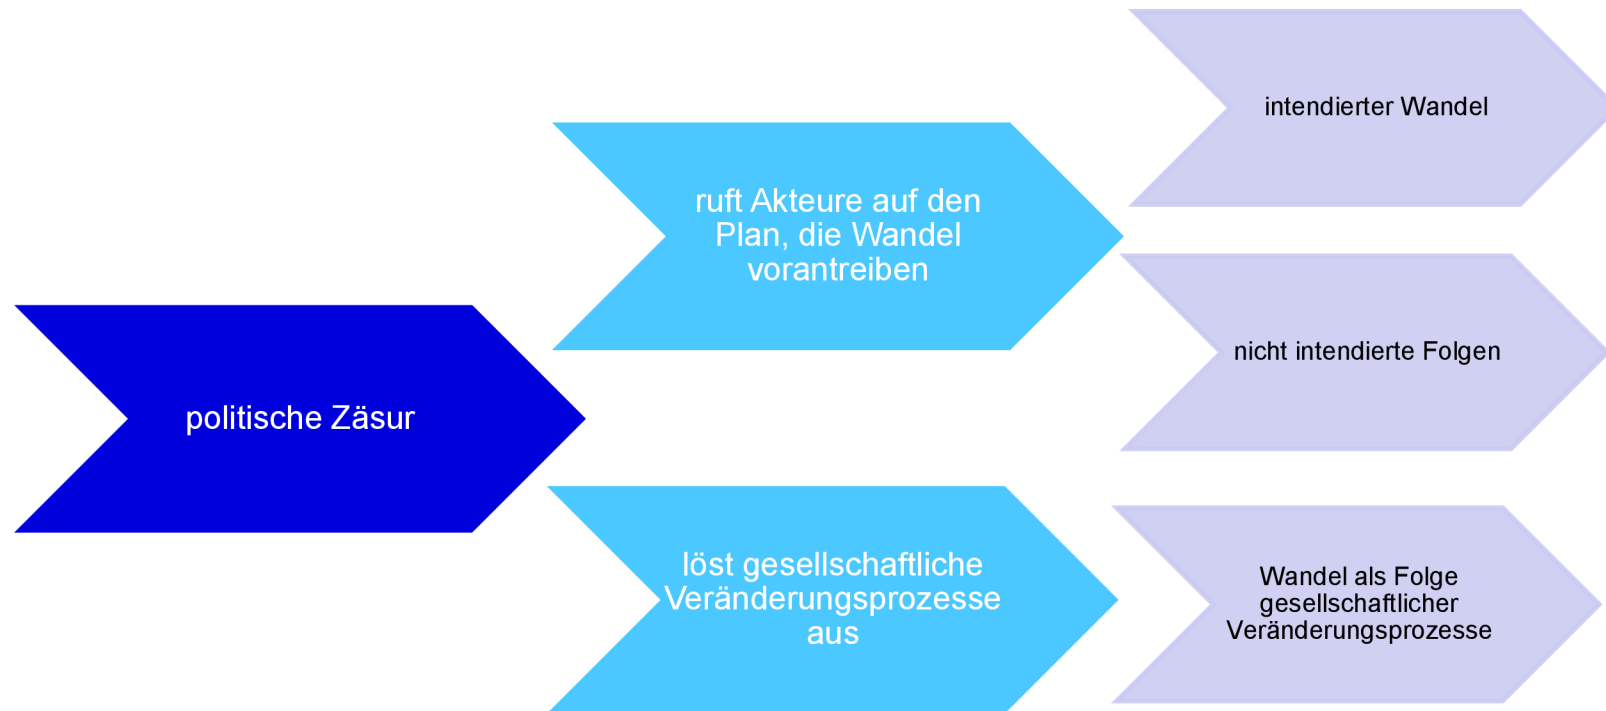 politische Zäsur
ruft Akteure auf den
Plan, die Wandel
vorantreiben
löst gesellschaftliche
Veränderungsprozesse
aus
intendierter Wandel
nicht intendierte Folgen
Wandel als Folge
gesellschaftlicher
Veränderungsprozesse